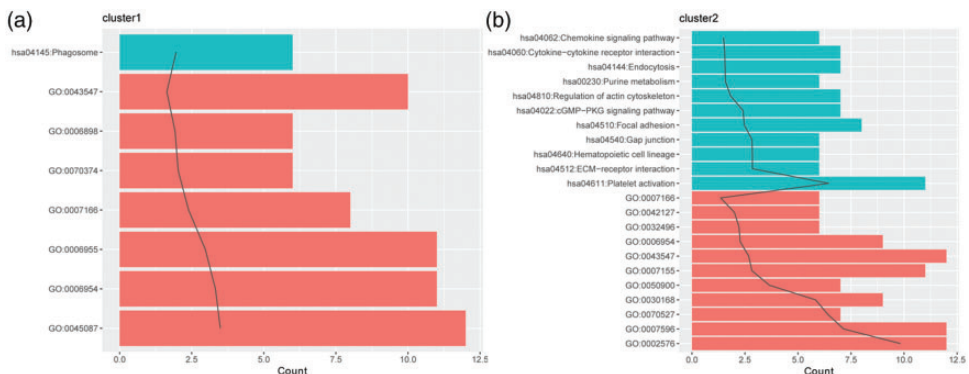 (a)
cluster1
hsa04145:Phagosome
GO:0043547
GO:0006898
GO:0070374
GO:0007166
GO:0006955
GO:0006954
GO:0045087
0.0 2.5 5.0 7.5 10.0 12.5
Count
(b)
cluster2
hsa04062:Chemokine signaling pathway
hsa04060:Cytokine-cytokine receptor interaction
hsa04144:Endocytosis
hsa00230:Purine metabolism
hsa04810:Regulation of actin cytoskeleton
hsa04022:cGMP-PKG signaling pathway
hsa04510:Focal adhesion
hsa04540:Gap junction
hsa04640:Hematopoietic cell lineage
hsa04512:ECM-receptor interaction
hsa04611:Platelet activation
GO:0007166
GO:0042127
GO:0032496
GO:0006954
GO:0043547
GO:0007155
GO:0050900
GO:0030168
GO:0070527
GO:0007596
GO:0002576
0.0 2.5 5.0 7.5 10.0 12.5
Count